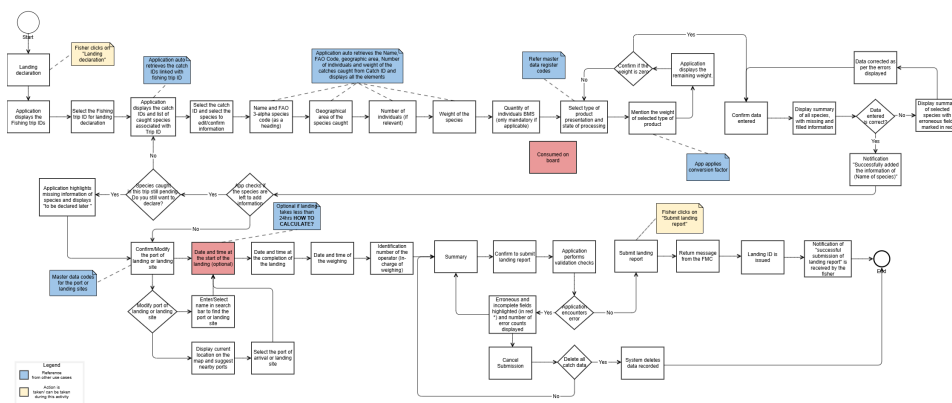 Start
Fisher clicks on
"Landing
declaration"
Landing
declaration
Application
displays the
Fishing trip IDs
Select the Fishing
trip ID for landing
declaration
Application auto
retrieves the catch
IDs linked with
fishing trip ID
Application
displays the catch
IDs and list of
caught species
associated with
Trip ID
Select the catch
ID and select the
species to
edit/confirm
information
Application auto retrieves the Name,
FAO Code, geographic area, Number
of individuals and weight of the
catches caught from Catch ID and
displays all the elements
Name and FAO
3-alpha species
code (as a
heading)
Geographical
area of the
species caught
Number of
individuals (if
relevant)
Weight of the
species
Quantity of
individuals BMS
(only mandatory if
applicable)
Refer master
data register
codes
Select type of
product
presentation and
state of processing
Consumed on
board
No
Confirm if the
weight is zero
Yes
Application
displays the
remaining weight.
Mention the weight
of selected type of
product
App applies
conversion factor
Confirm data
entered
Display summary
of all species,
with missing and
filled information
Data
entered
is correct?
No
Data corrected as
per the errors
displayed
Display summary
of selected
species with
erroneous field
marked in red
Yes
Notification
"Successfully added
the information of
(Name of species)"
App checks if
the species are
left to add
information
Yes
No
Species caught
in this trip still pending.
Do you still want to
declare?
No
Yes
Application highlights
missing information of
species and displays
"to be declared later "
Optional if landing
takes less than
24hrs HOW TO
CALCULATE?
Master data codes
for the port or
landing sites
Confirm/Modify
the port of
landing or landing
site
Date and time at
the start of the
landing (optional)
Date and time at
the completion of
the landing
Date and time of
the weighing
Identification
number of the
operator (in-
charge of
weighing)
Summary
Confirm to submit
landing report
Application
performs
validation checks
Application
encounters
error
Yes
No
Erroneous and
incomplete fields
highlighted (in red
*) and number of
error counts
displayed
Fisher clicks on
"Submit landing
report"
Submit landing
report
Return message
from the FMC
Landing ID is
issued
Notification of
"successful
submission of
landing report" is
received by the
fisher
End
Modify port of
landing or landing
site
Enter/Select
name in search
bar to find the
port or landing
site
Display current
location on the
map and suggest
nearby ports
Select the port of
arrival or landing
site
Cancel
Submission
Delete all
catch data
Yes
System deletes
data recorded
No
Legend
Reference
from other use cases
Action is
taken/ can be taken
during this activity